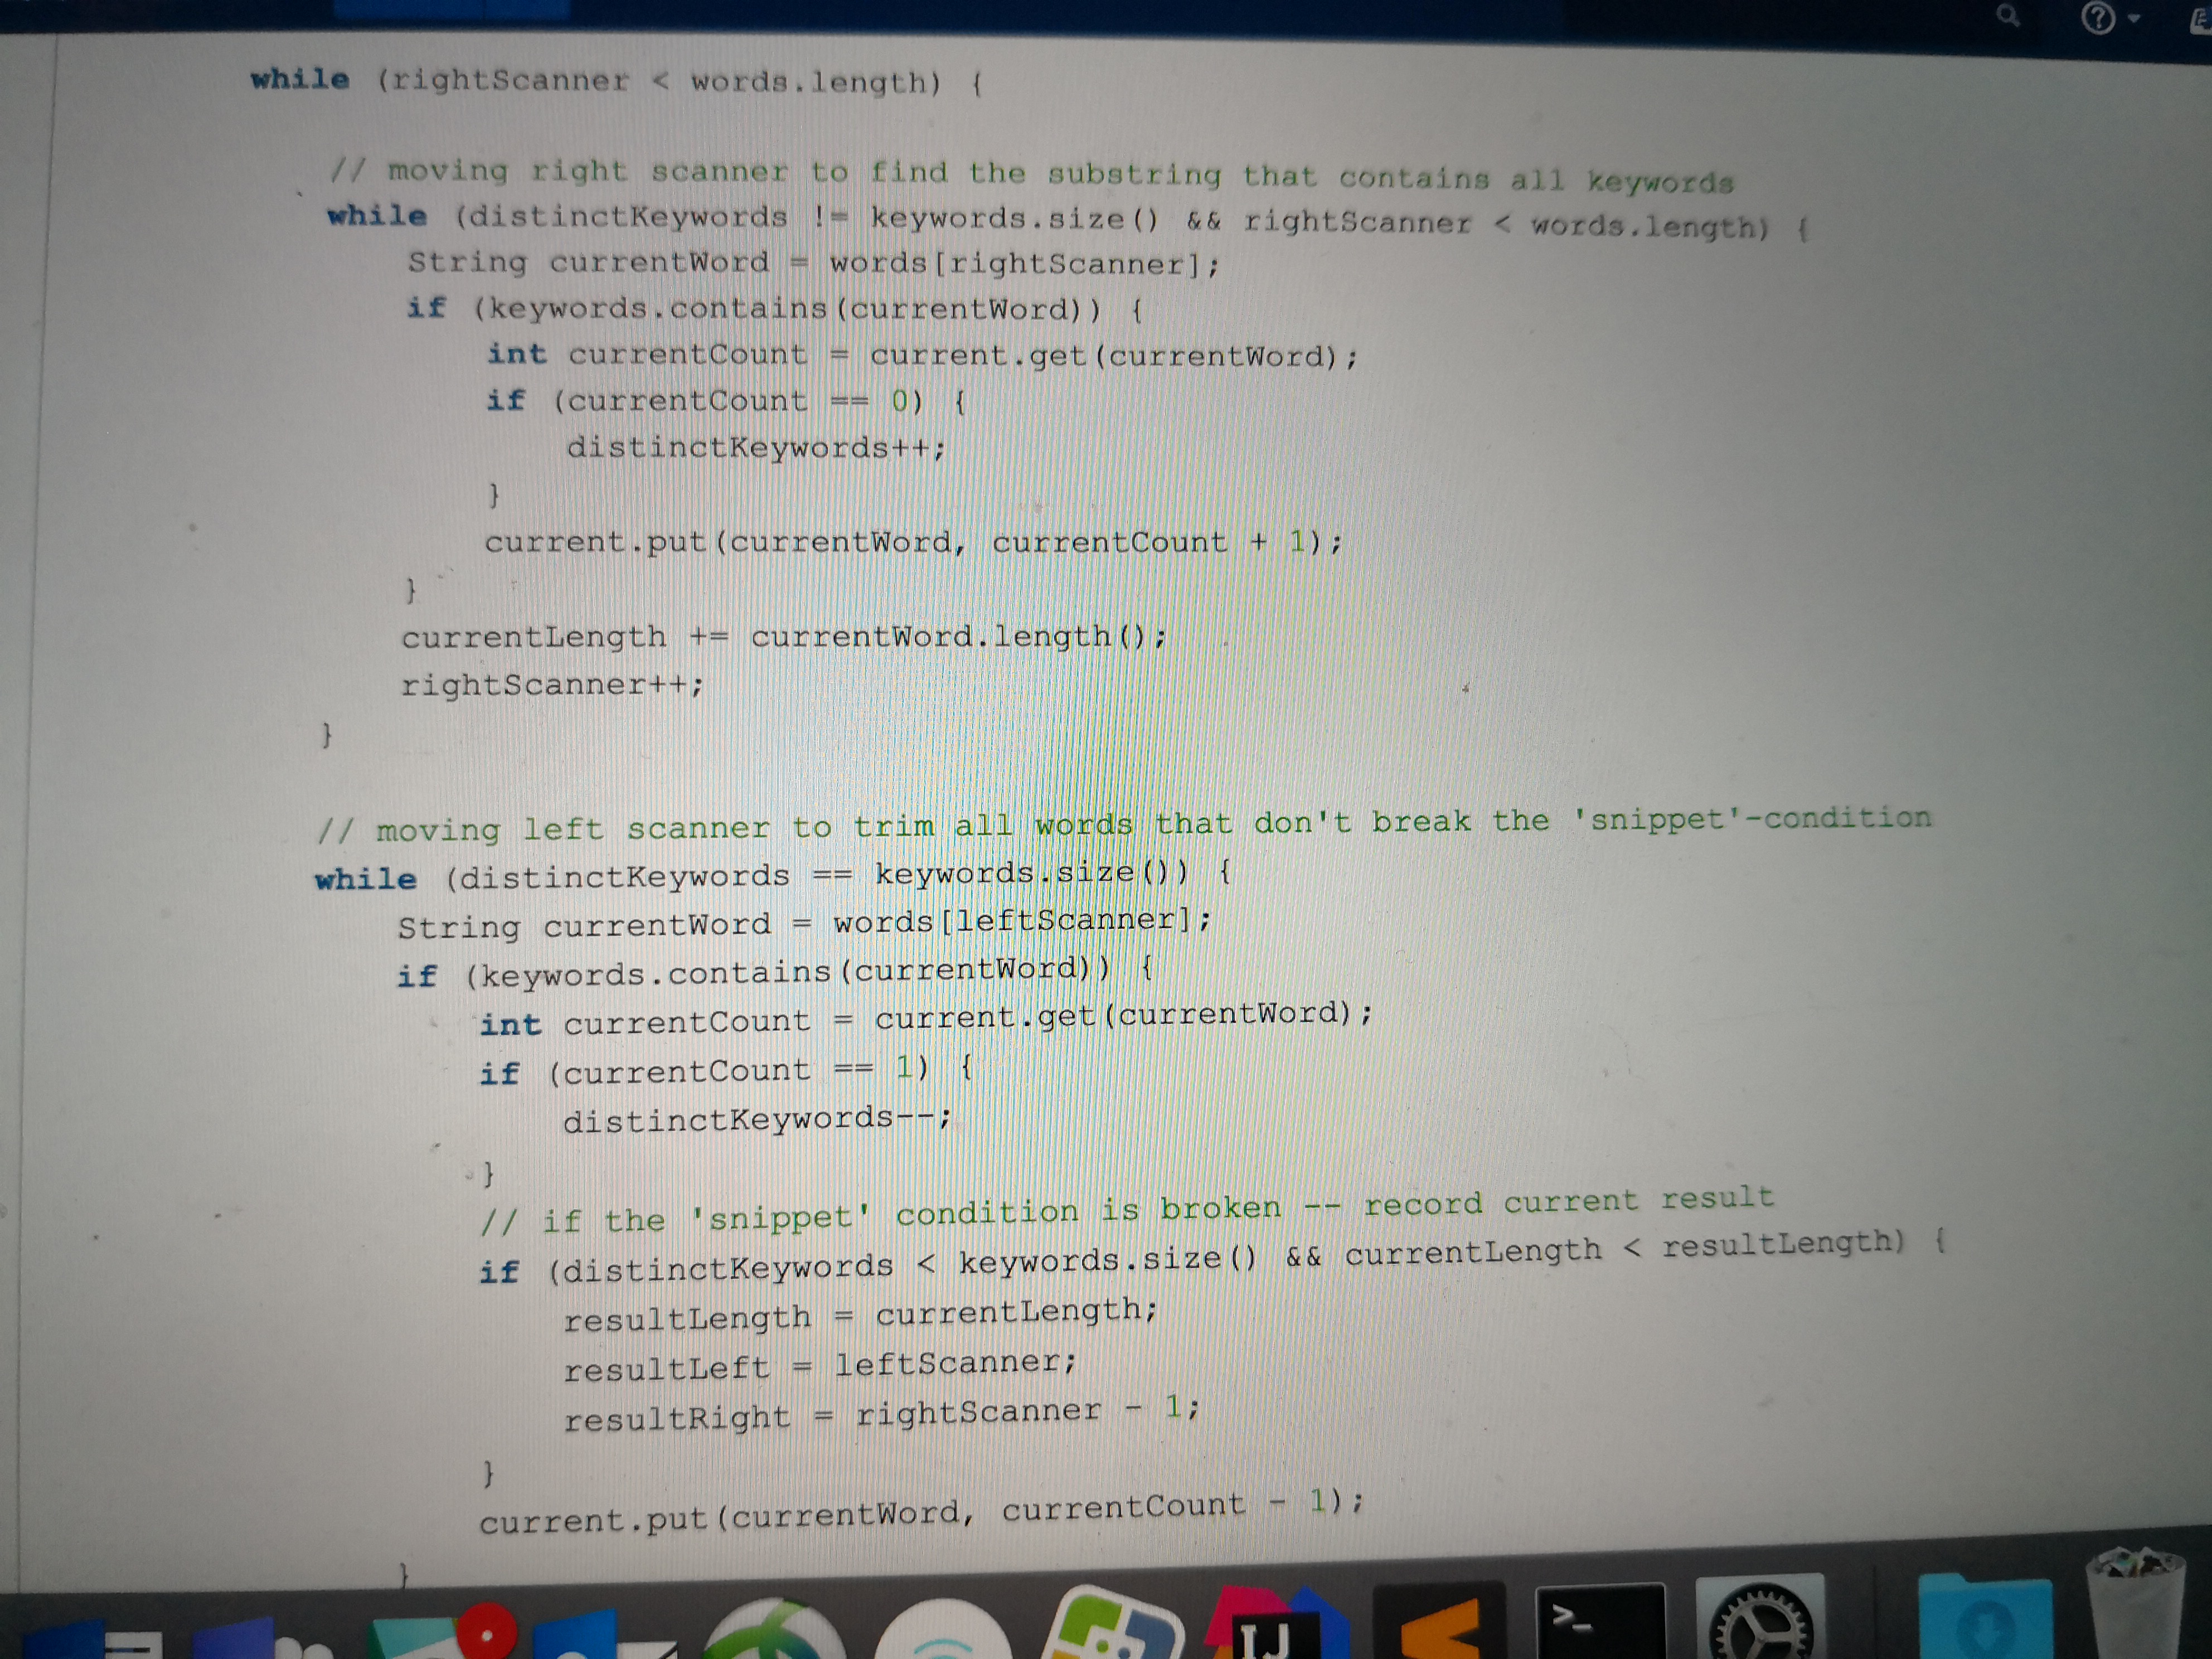 while (rightScanner < words.length) {
// moving right scanner to find the substring that contains all keywords
while (distinctKeywords != keywords.size() && rightScanner < words.length) {
String currentWord = words[rightScanner];
if (keywords.contains(currentWord)) {
int currentCount = current.get(currentWord);
if (currentCount == 0) {
distinctKeywords++;
}
current.put(currentWord, currentCount + 1);
}
currentLength += currentWord.length();
rightScanner++;
}
// moving left scanner to trim all words that don't break the 'snippet'-condition
while (distinctKeywords == keywords.size()) {
String currentWord = words[leftScanner];
if (keywords.contains(currentWord)) {
int currentCount = current.get(currentWord);
if (currentCount == 1) {
distinctKeywords--;
}
// if the 'snippet' condition is broken -- record current result
if (distinctKeywords < keywords.size() && currentLength < resultLength) {
resultLength = currentLength;
resultLeft = leftScanner;
resultRight = rightScanner - 1;
}
current.put(currentWord, currentCount - 1);
}
IJ
>_